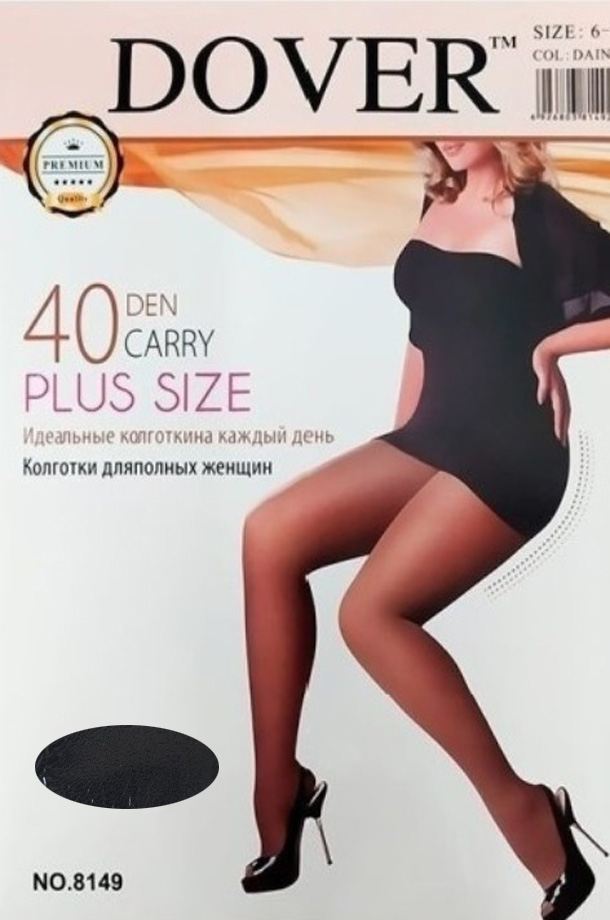 DOVER™
SIZE: 6-
COL: DAIN
PREMIUM
Quality
40 DEN
CARRY
PLUS SIZE
Идеальные колготкина каждый день
Колготки дляполных женщин
NO.8149